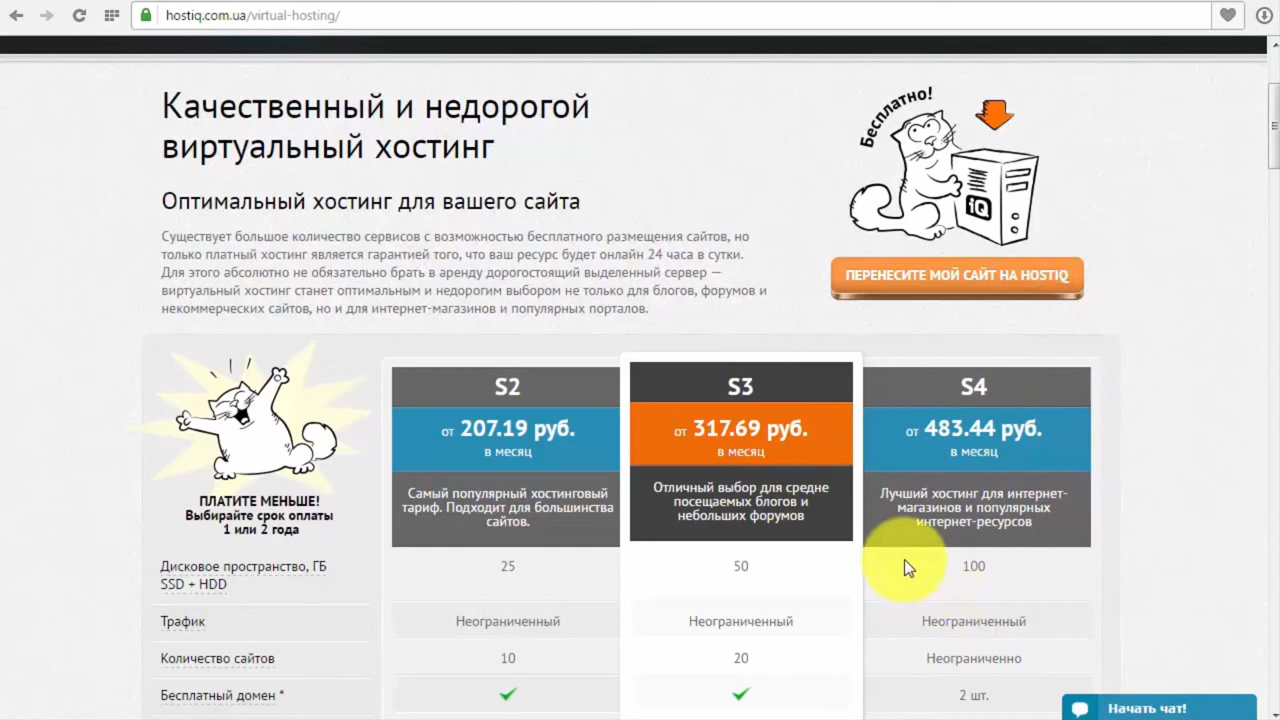 hostiq.com.ua/virtual-hosting/
Качественный и недорогой
виртуальный хостинг
Бесплатно!
iQ
Оптимальный хостинг для вашего сайта
Существует большое количество сервисов с возможностью бесплатного размещения сайтов, но
только платный хостинг является гарантией того, что ваш ресурс будет онлайн 24 часа в сутки.
Для этого абсолютно не обязательно брать в аренду дорогостоящий выделенный сервер —
виртуальный хостинг станет оптимальным и недорогим выбором не только для блогов, форумов и
некоммерческих сайтов, но и для интернет-магазинов и популярных порталов.
ПЕРЕНЕСИТЕ МОЙ САЙТ НА HOSTIQ
ПЛАТИТЕ МЕНЬШЕ!
Выбирайте срок оплаты
1 или 2 года
S2
от 207.19 руб.
в месяц
Самый популярный хостинговый
тариф. Подходит для большинства
сайтов.
S3
от 317.69 руб.
в месяц
Отличный выбор для средне
посещаемых блогов и
небольших форумов
S4
от 483.44 руб.
в месяц
Лучший хостинг для интернет-
магазинов и популярных
интернет-ресурсов
Дисковое пространство, ГБ
SSD + HDD
25 50 100
Трафик Неограниченный Неограниченный Неограниченный
Количество сайтов 10 20 Неограниченно
Бесплатный домен * 2 шт.
Начать чат!